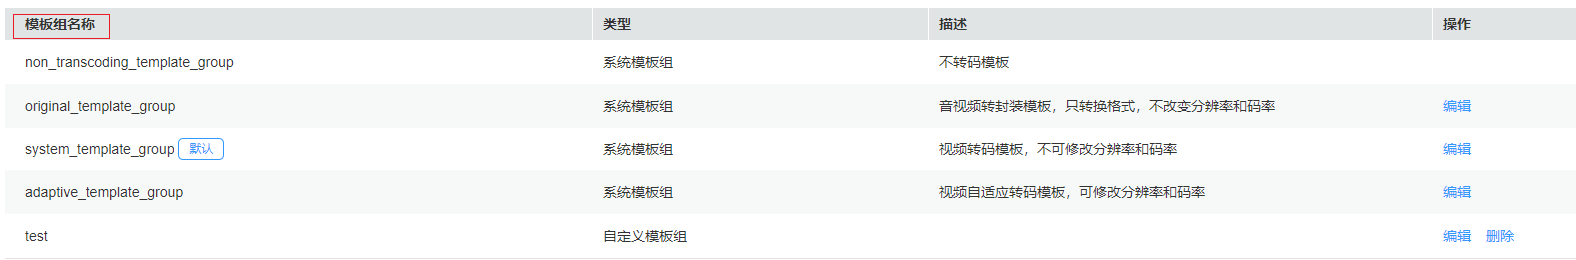 模板组名称 类型 描述 操作
non_transcoding_template_group 系统模板组 不转码模板
original_template_group 系统模板组 音视频转封装模板，只转换格式，不改变分辨率和码率 编辑
system_template_group 默认 系统模板组 视频转码模板，不可修改分辨率和码率 编辑
adaptive_template_group 系统模板组 视频自适应转码模板，可修改分辨率和码率 编辑
test 自定义模板组 编辑 删除